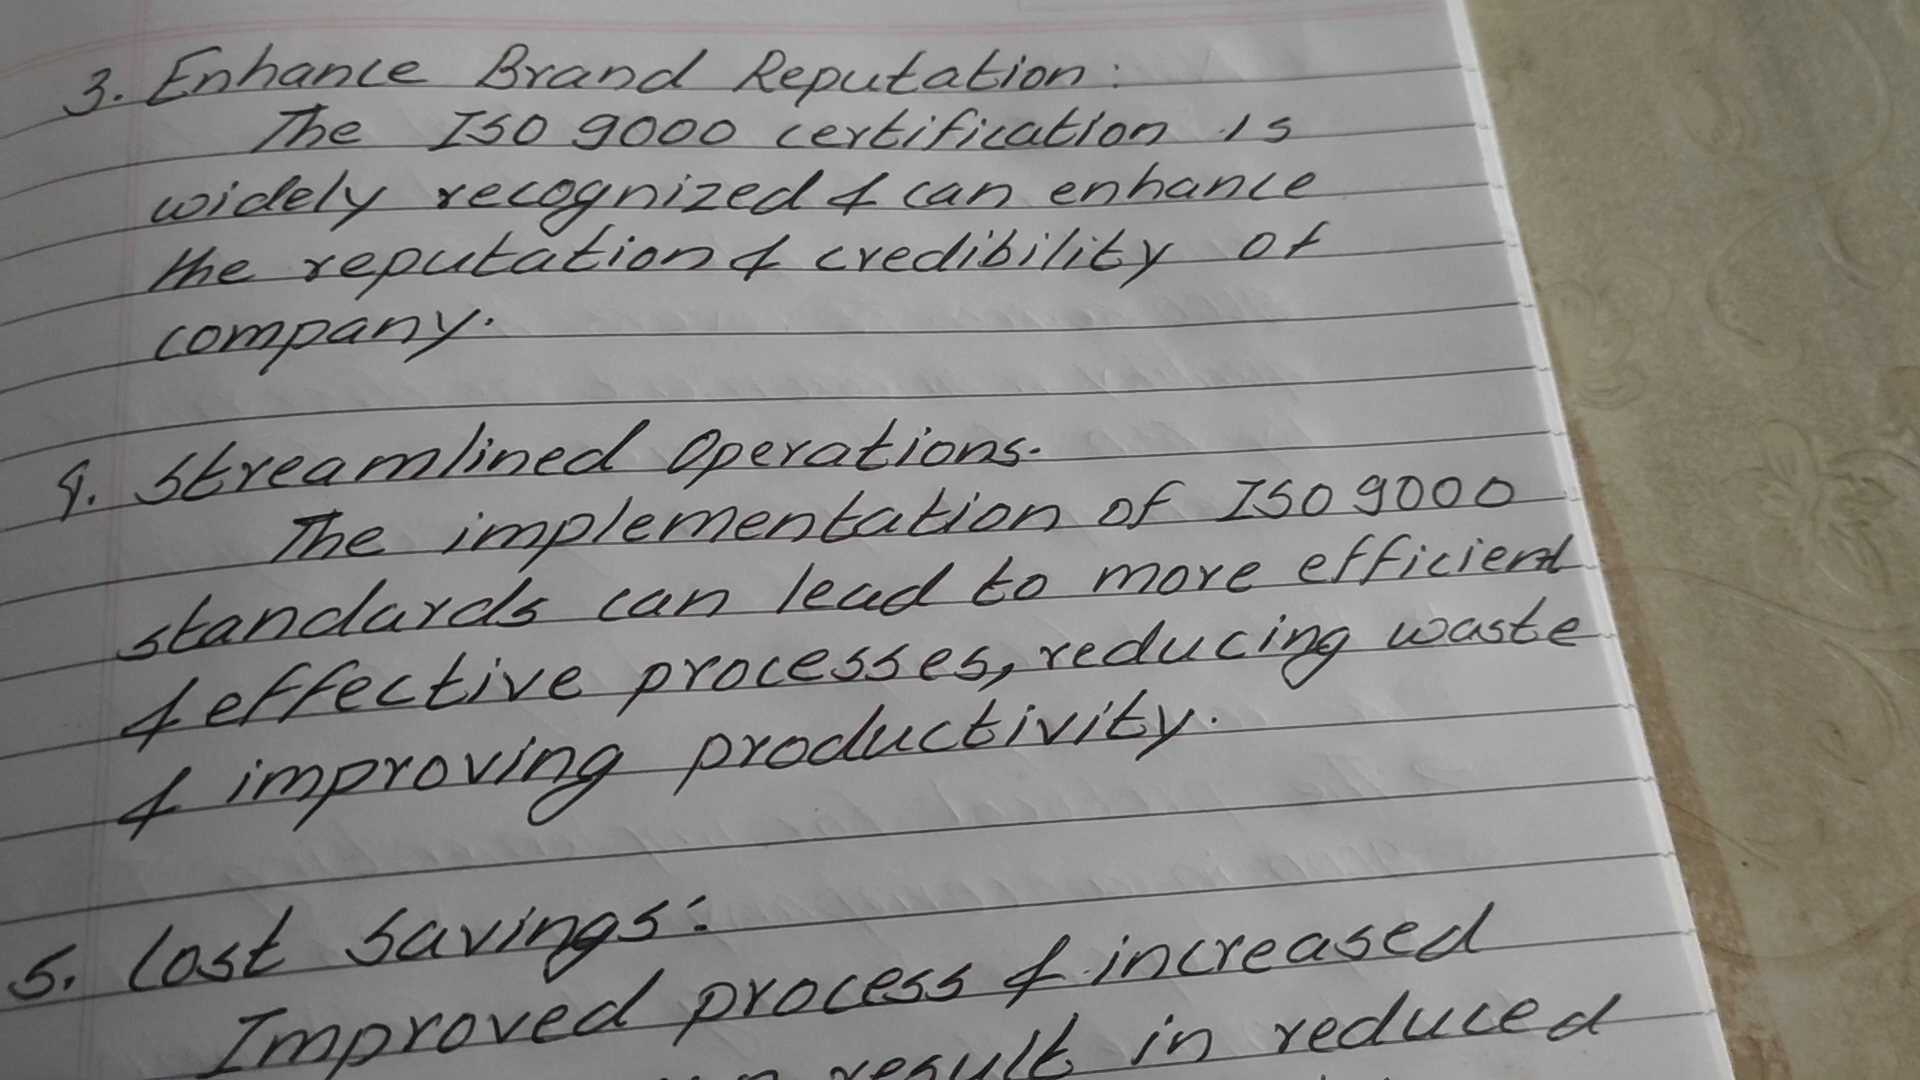 3. Enhance Brand Reputation:
The ISO 9000 certification is
widely recognized & can enhance
the reputation & credibility of
company.
4. Streamlined Operations.
The implementation of ISO 9000
standards can lead to more efficient
& effective processes, reducing waste
& improving productivity.
5. Cost Savings:
Improved process & increased
result in reduced